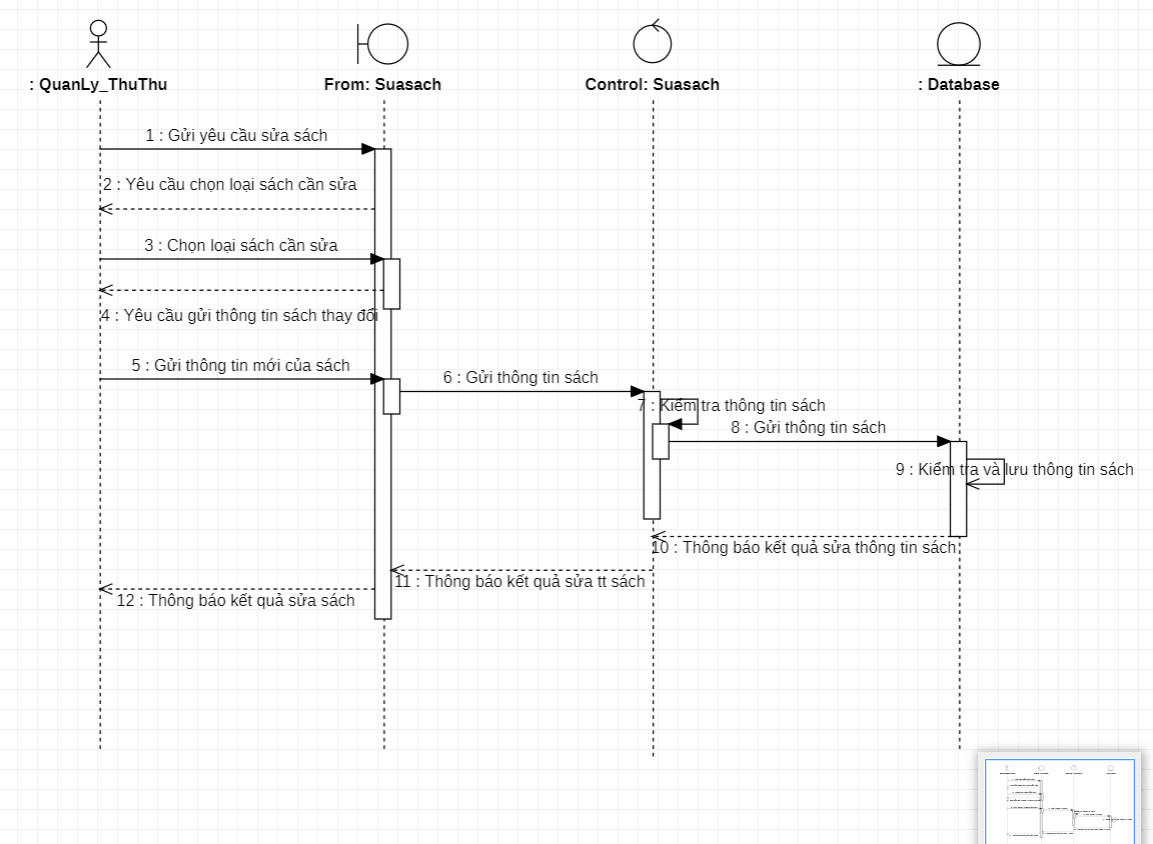 : QuanLy_ThuThu
From: Suasach
Control: Suasach
: Database
1 : Gửi yêu cầu sửa sách
2 : Yêu cầu chọn loại sách cần sửa
3 : Chọn loại sách cần sửa
4 : Yêu cầu gửi thông tin sách thay đổi
5 : Gửi thông tin mới của sách
6 : Gửi thông tin sách
7 : Kiểm tra thông tin sách
8 : Gửi thông tin sách
9 : Kiểm tra và lưu thông tin sách
10 : Thông báo kết quả sửa thông tin sách
11 : Thông báo kết quả sửa tt sách
12 : Thông báo kết quả sửa sách